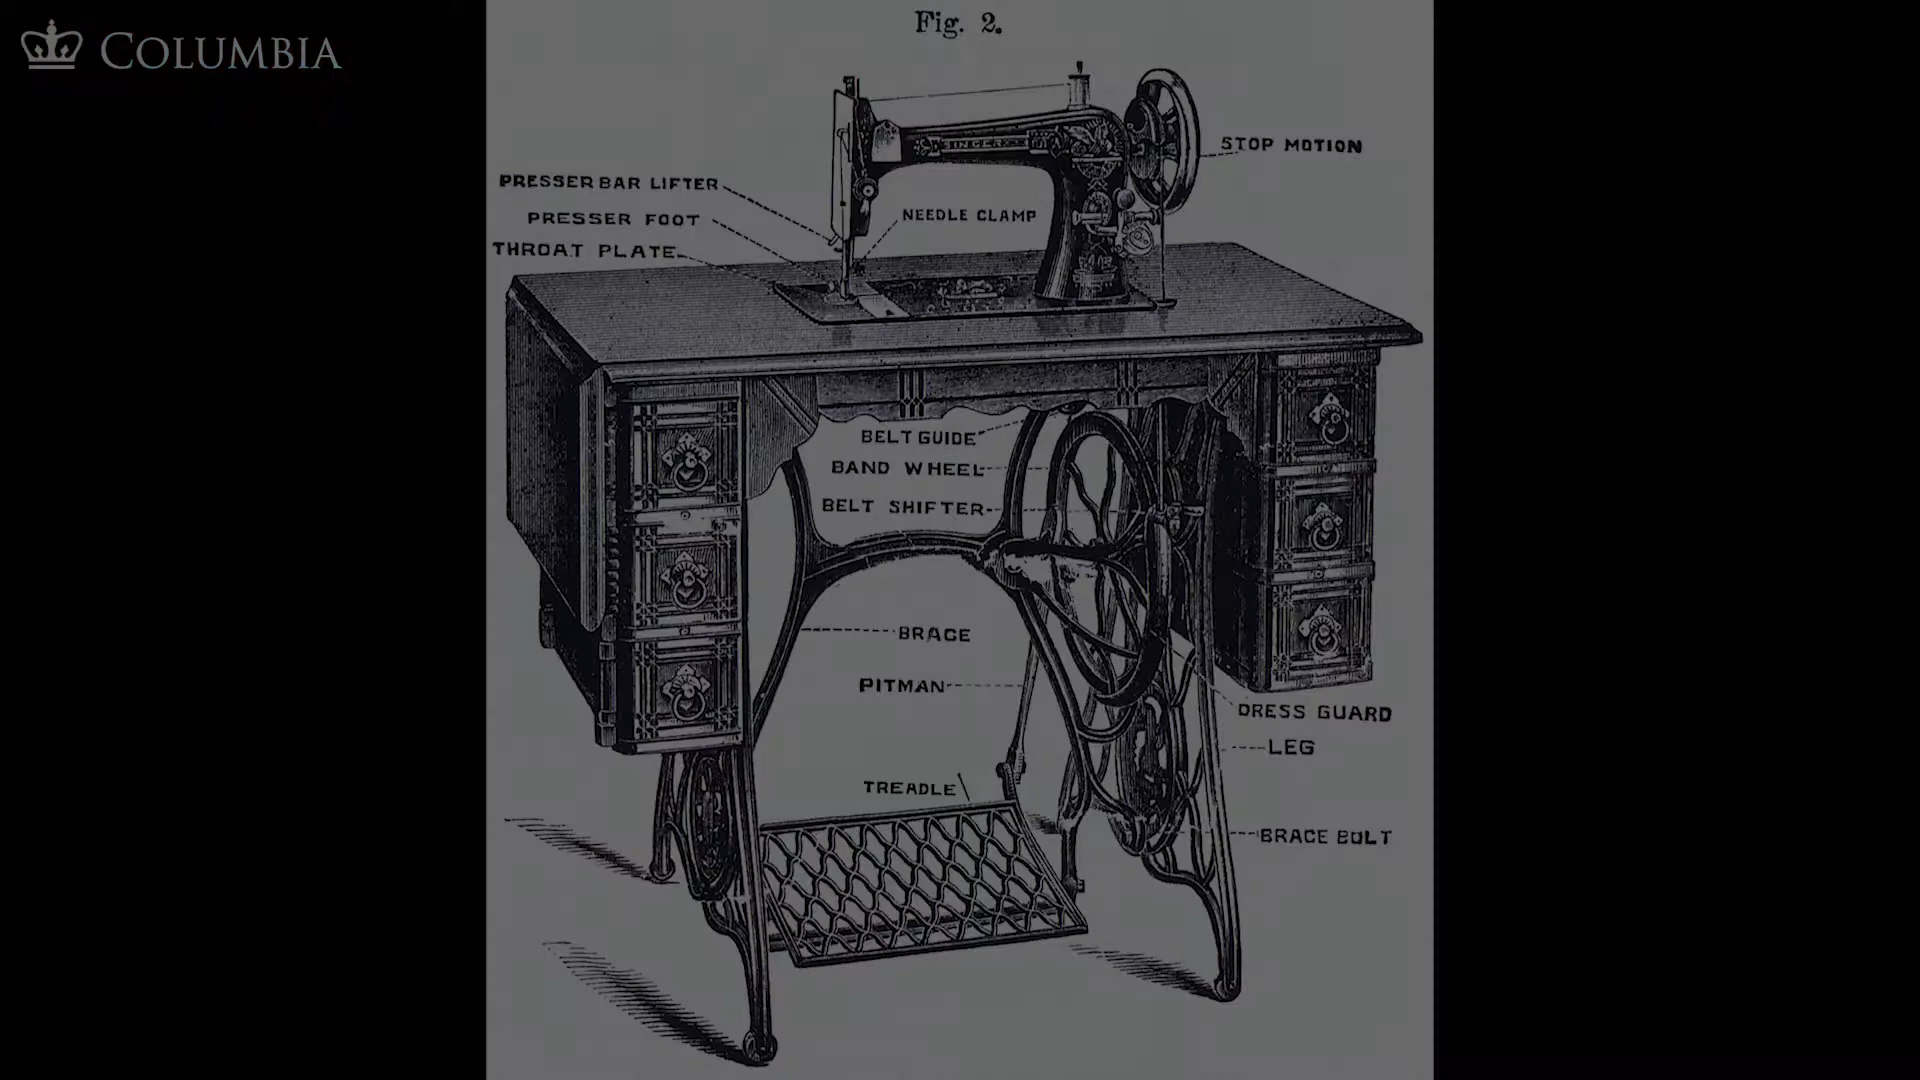 COLUMBIA
Fig. 2.
STOP MOTION
PRESSER BAR LIFTER
PRESSER FOOT
NEEDLE CLAMP
THROAT PLATE
SINGER
BELT GUIDE
BAND WHEEL
BELT SHIFTER
BRACE
PITMAN
DRESS GUARD
LEG
TREADLE
BRACE BOLT